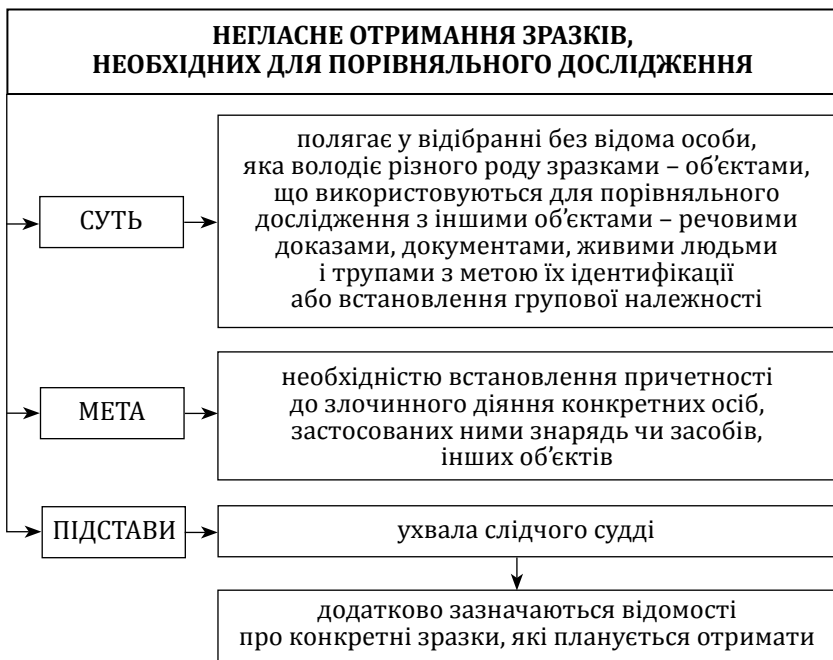 НЕГЛАСНЕ ОТРИМАННЯ ЗРАЗКІВ,
НЕОБХІДНИХ ДЛЯ ПОРІВНЯЛЬНОГО ДОСЛІДЖЕННЯ
СУТЬ
полягає у відібранні без відома особи,
яка володіє різного роду зразками – об’єктами,
що використовуються для порівняльного
дослідження з іншими об’єктами – речовими
доказами, документами, живими людьми
і трупами з метою їх ідентифікації
або встановлення групової належності
МЕТА
необхідністю встановлення причетності
до злочинного діяння конкретних осіб,
застосованих ними знарядь чи засобів,
інших об’єктів
ПІДСТАВИ
ухвала слідчого судді
додатково зазначаються відомості
про конкретні зразки, які планується отримати